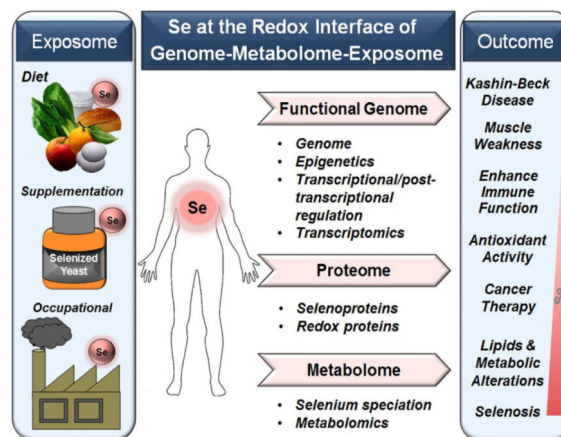 Exposome
Se at the Redox Interface of
Genome-Metabolome-Exposome
Outcome
Diet
Se
Supplementation
Se
Selenized
Yeast
Occupational
Se
Se
Functional Genome
• Genome
• Epigenetics
• Transcriptional/post-
transcriptional
regulation
• Transcriptomics
Proteome
• Selenoproteins
• Redox proteins
Metabolome
• Selenium speciation
• Metabolomics
Kashin-Beck
Disease
Muscle
Weakness
Enhance
Immune
Function
Antioxidant
Activity
Cancer
Therapy
Lipids &
Metabolic
Alterations
Selenosis
Se